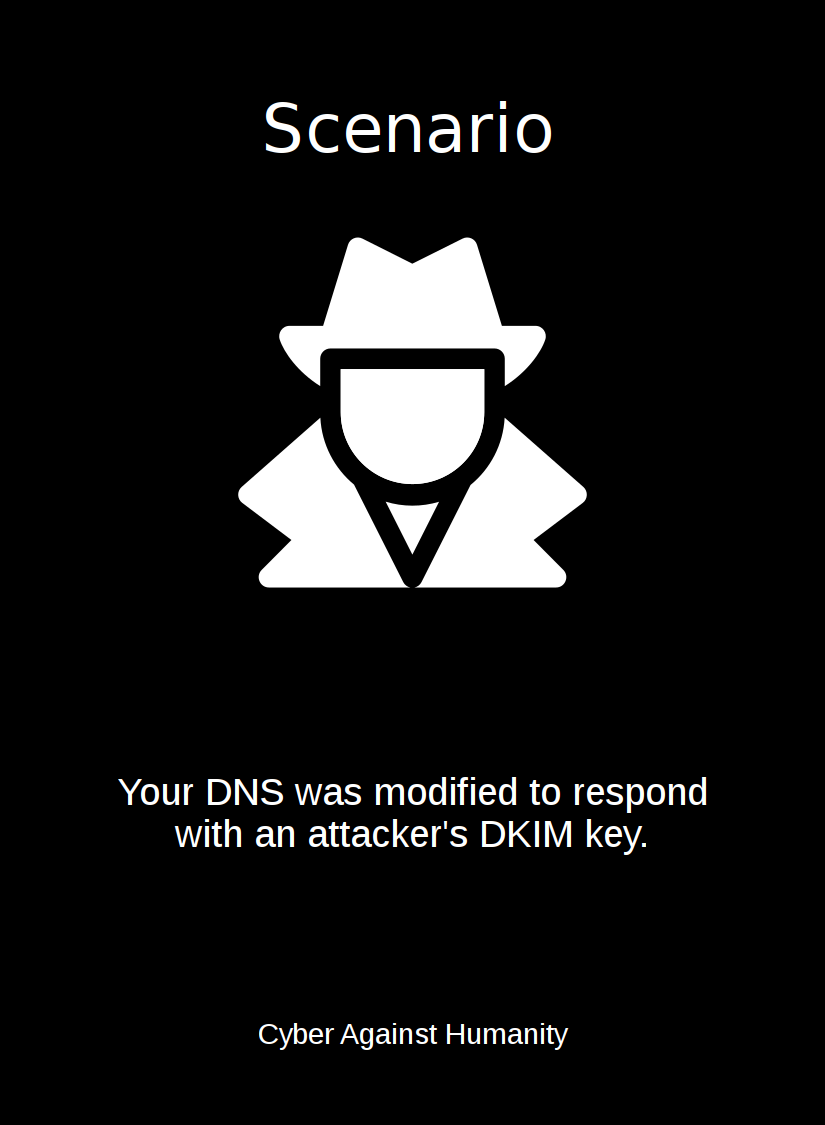 Scenario
Your DNS was modified to respond
with an attacker's DKIM key.
Cyber Against Humanity